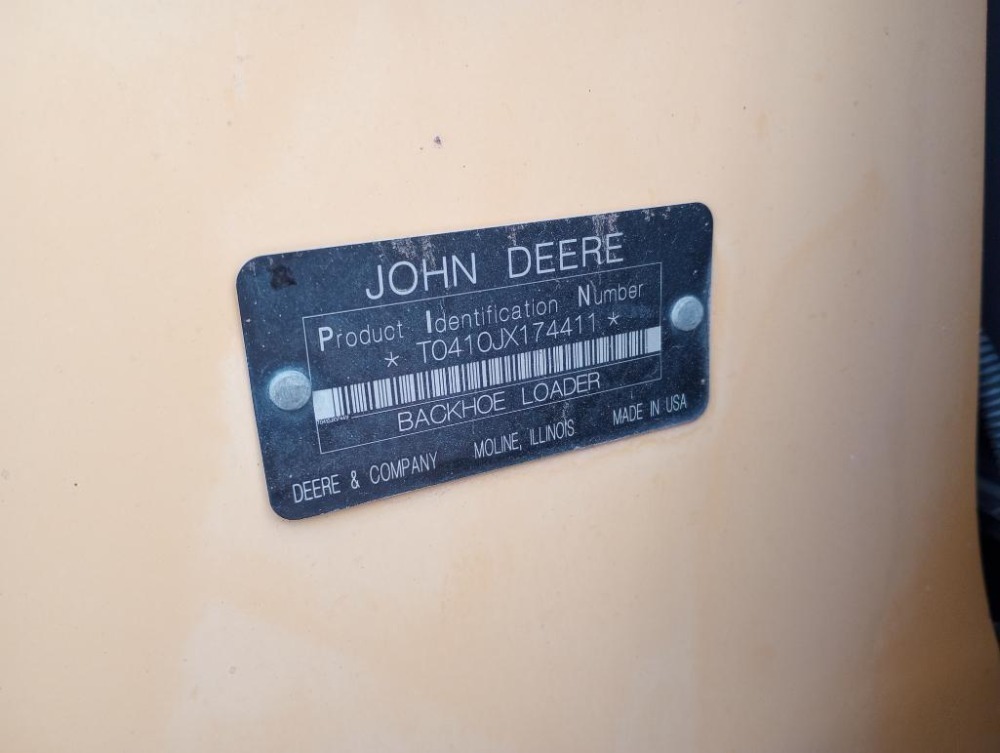 JOHN DEERE
Product Identification Number
* T0410JX174411 *
BACKHOE LOADER
DEERE & COMPANY MOLINE, ILLINOIS MADE IN USA